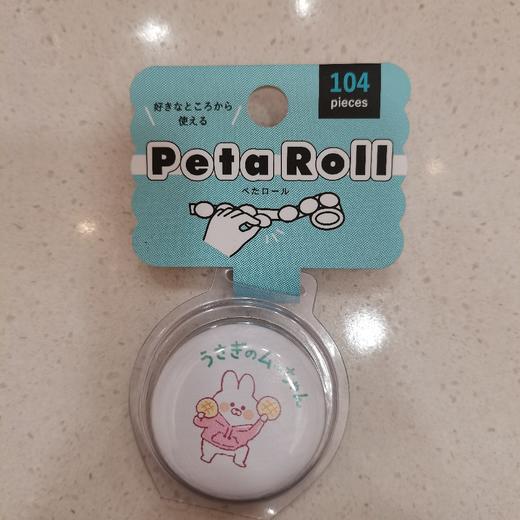 104
pieces
好きなところから
使える
Peta Roll
ぺたロール
うさぎのムーちゃん